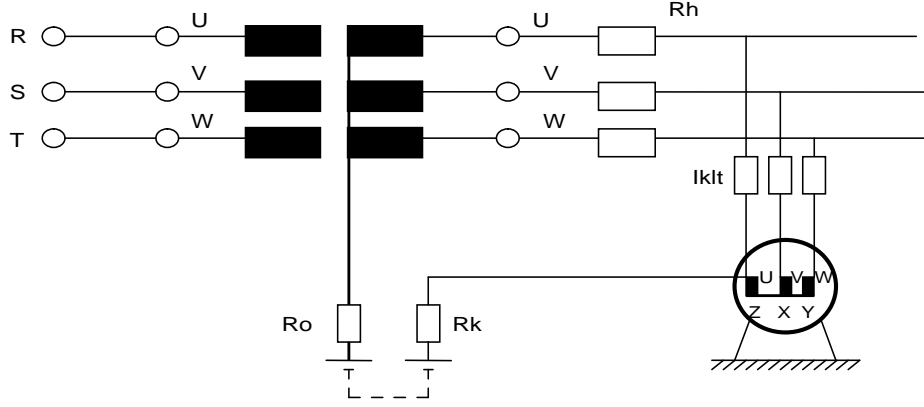 R U U Rh
S V V
T W W
Iklt
U V W
Z X Y
Ro Rk